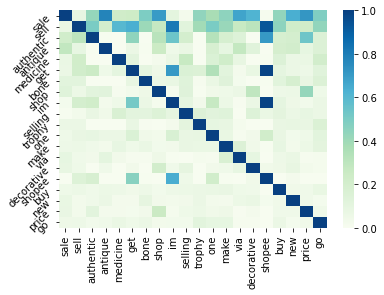 sale
sell
authentic
antique
medicine
get
bone
shop
im
selling
trophy
one
make
via
decorative
shopee
buy
new
price
go
sale
sell
authentic
antique
medicine
get
bone
shop
im
selling
trophy
one
make
via
decorative
shopee
buy
new
price
go
1.0
0.8
0.6
0.4
0.2
0.0